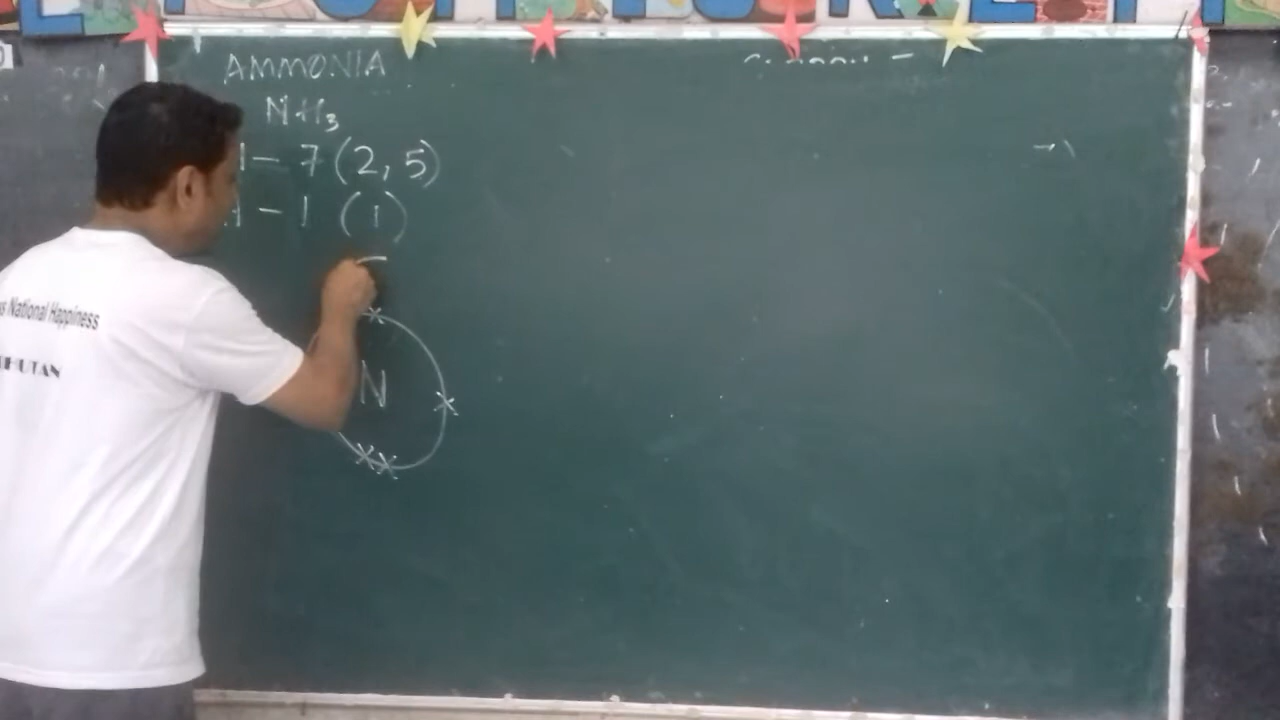 AMMONIA
NH₃
- 7 (2, 5)
- 1 (1)
N
National Happiness
BHUTAN